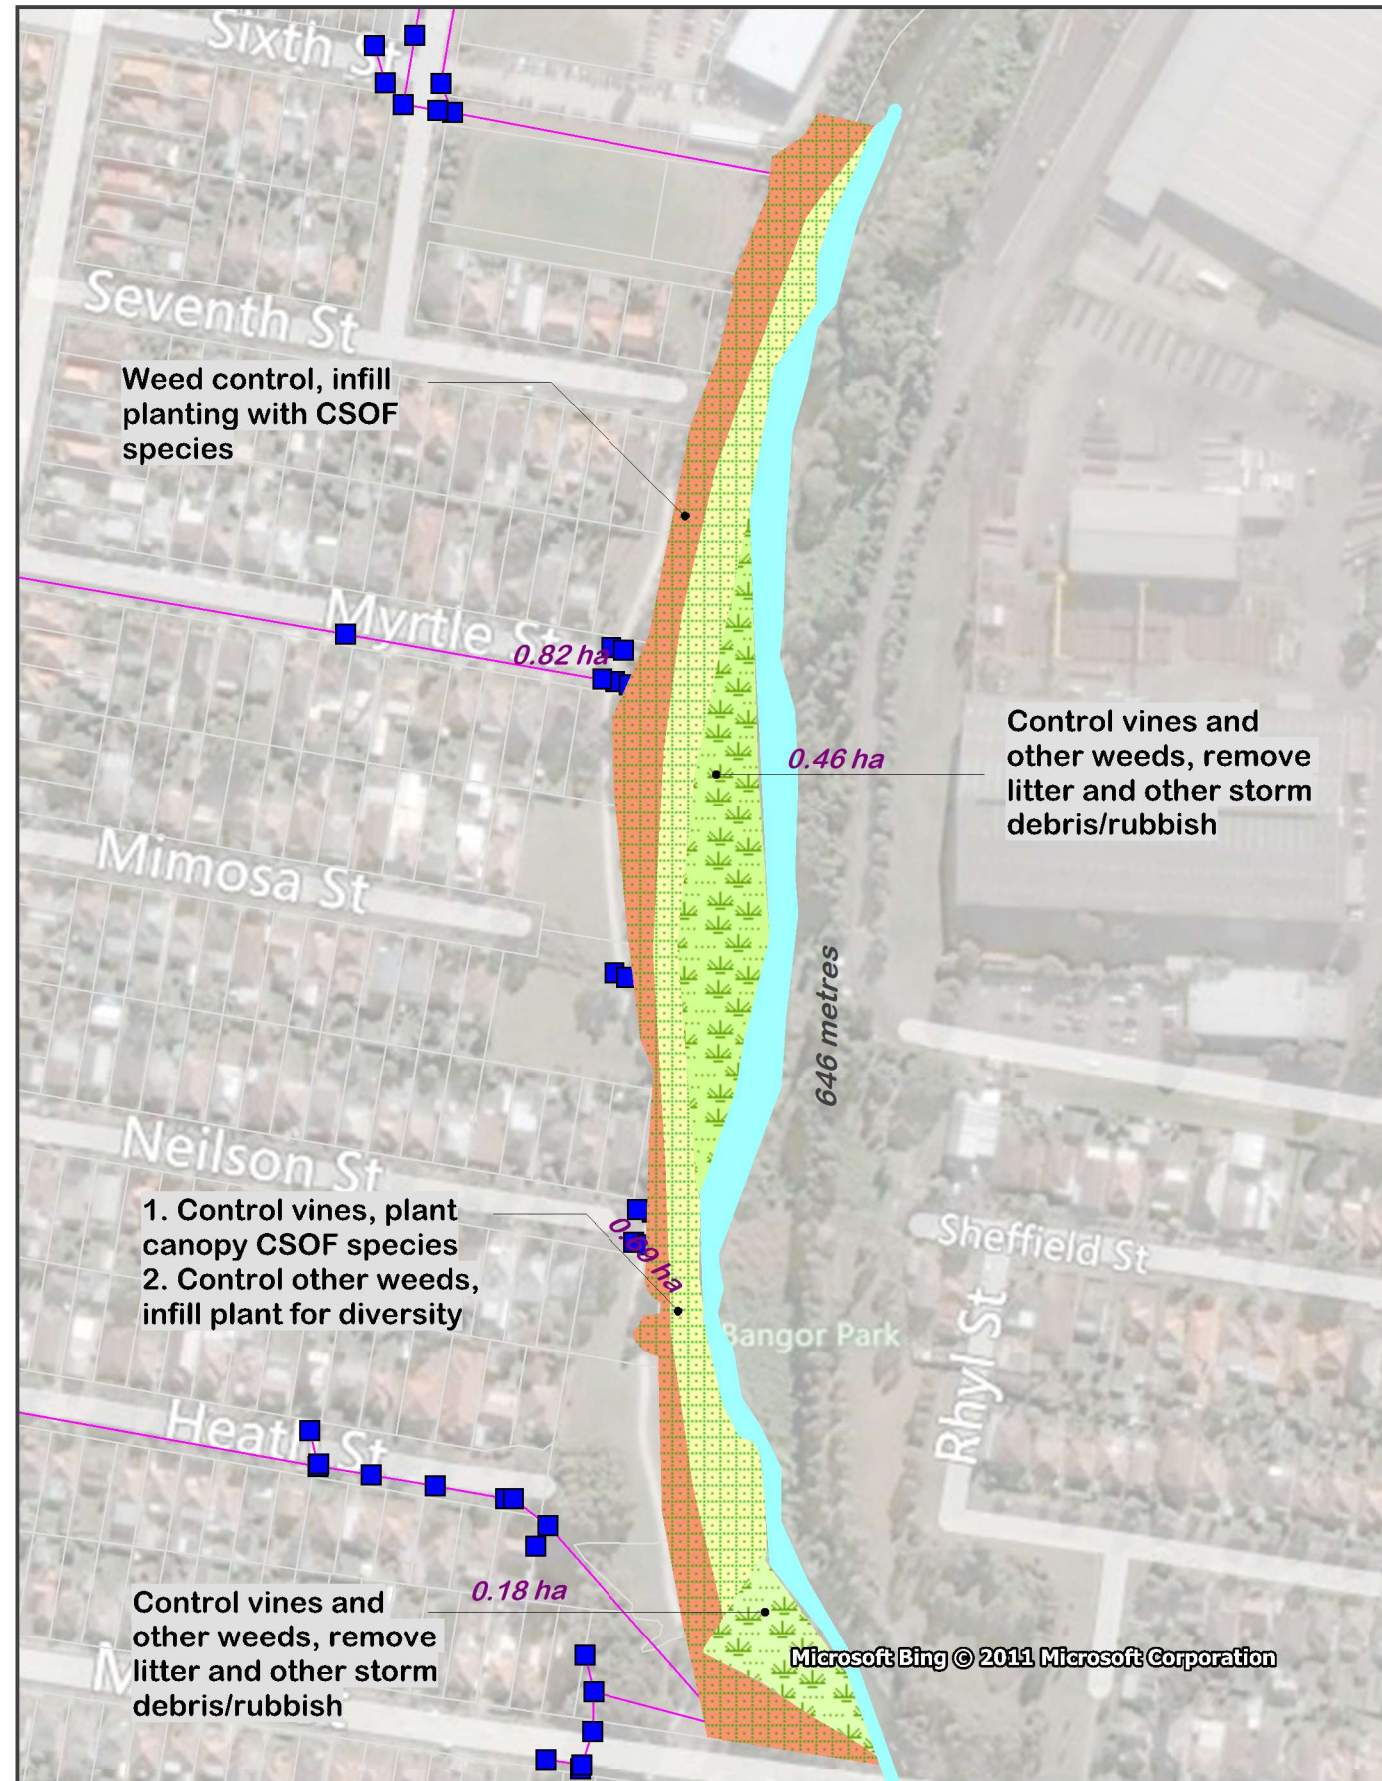 Sixth St
Seventh St
Weed control, infill
planting with CSOF
species
Myrtle St
0.82 ha
Control vines and
other weeds, remove
litter and other storm
debris/rubbish
0.46 ha
Mimosa St
646 metres
Neilson St
1. Control vines, plant
canopy CSOF species
2. Control other weeds,
infill plant for diversity
0.69 ha
Sheffield St
Bangor Park
Rhyl St
Heath St
0.18 ha
Control vines and
other weeds, remove
litter and other storm
debris/rubbish
Microsoft Bing © 2011 Microsoft Corporation